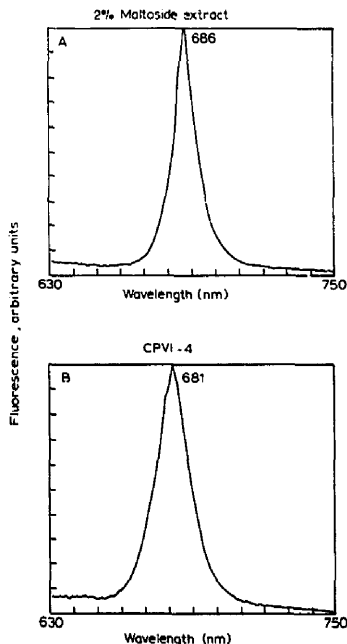 2% Maltoside extract
A
686
630
750
Wavelength (nm)
Fluorescence, arbitrary units
CPVI-4
B
681
630
750
Wavelength (nm)